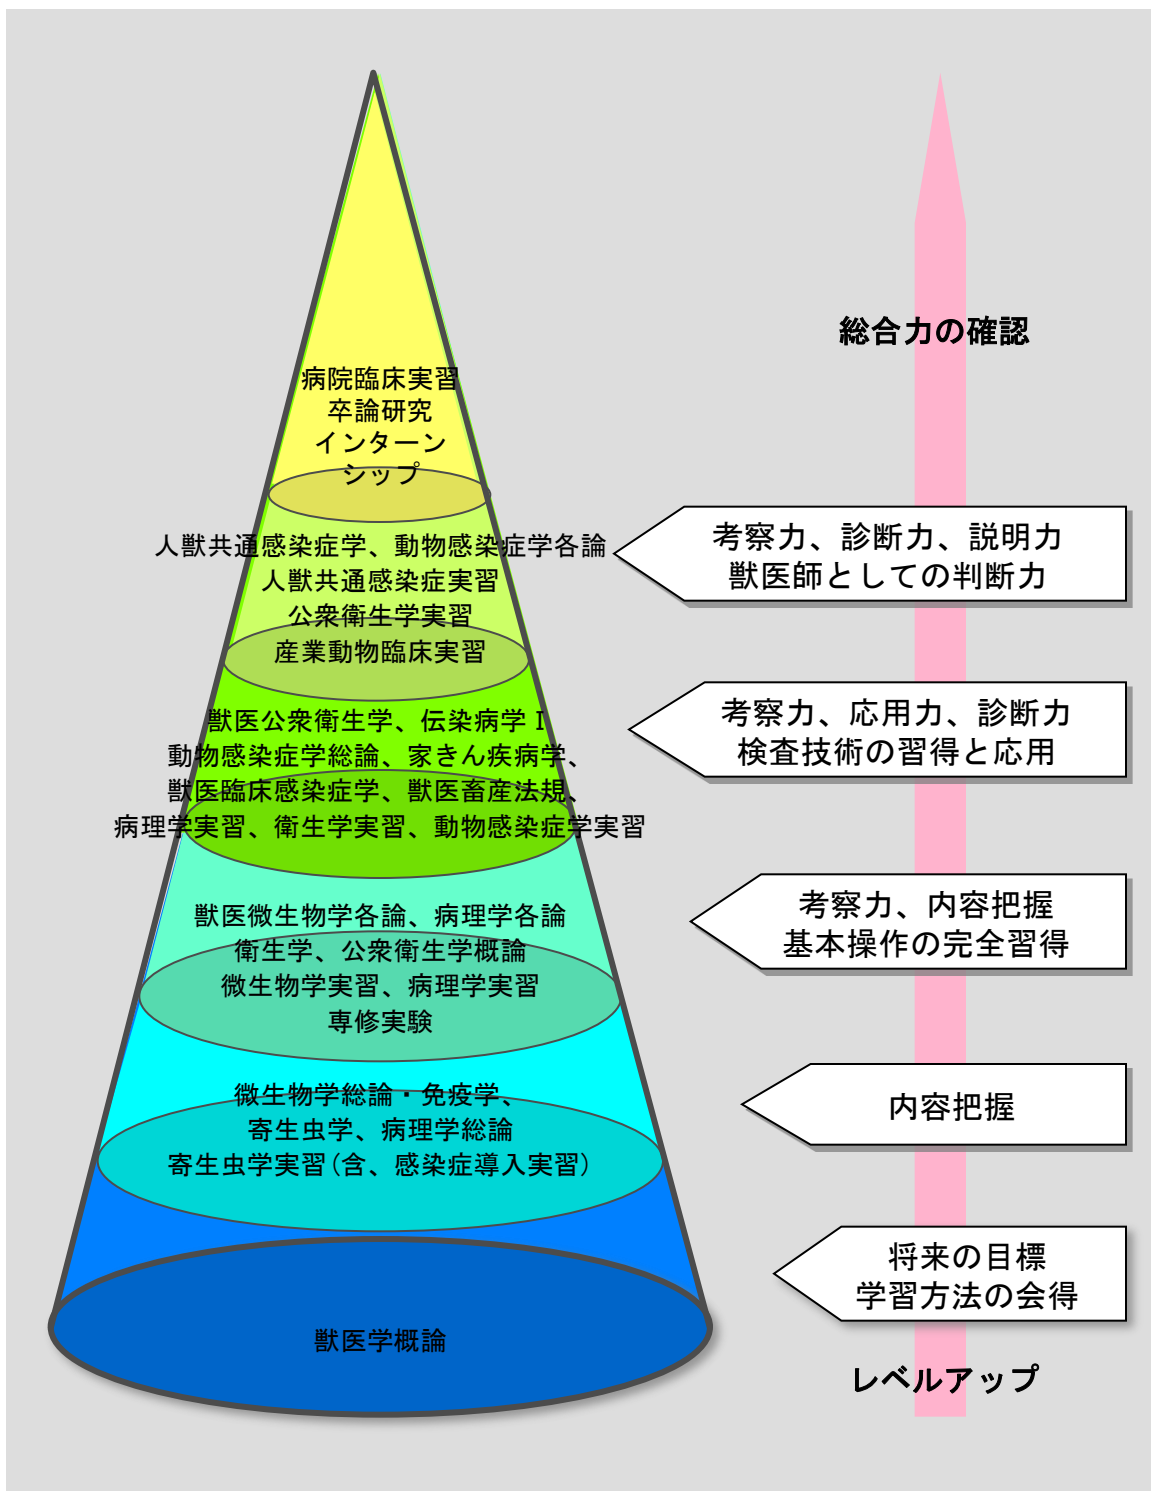 総合力の確認
病院臨床実習
卒論研究
インターン
シップ
人獣共通感染症学、動物感染症学各論
人獣共通感染症実習
公衆衛生学実習
産業動物臨床実習
考察力、診断力、説明力
獣医師としての判断力
獣医公衆衛生学、伝染病学Ⅰ
動物感染症学総論、家きん疾病学、
獣医臨床感染症学、獣医畜産法規、
病理学実習、衛生学実習、動物感染症学実習
考察力、応用力、診断力
検査技術の習得と応用
獣医微生物学各論、病理学各論
衛生学、公衆衛生学概論
微生物学実習、病理学実習
専修実験
考察力、内容把握
基本操作の完全習得
微生物学総論・免疫学、
寄生虫学、病理学総論
寄生虫学実習(含、感染症導入実習)
内容把握
獣医学概論
将来の目標
学習方法の会得
レベルアップ